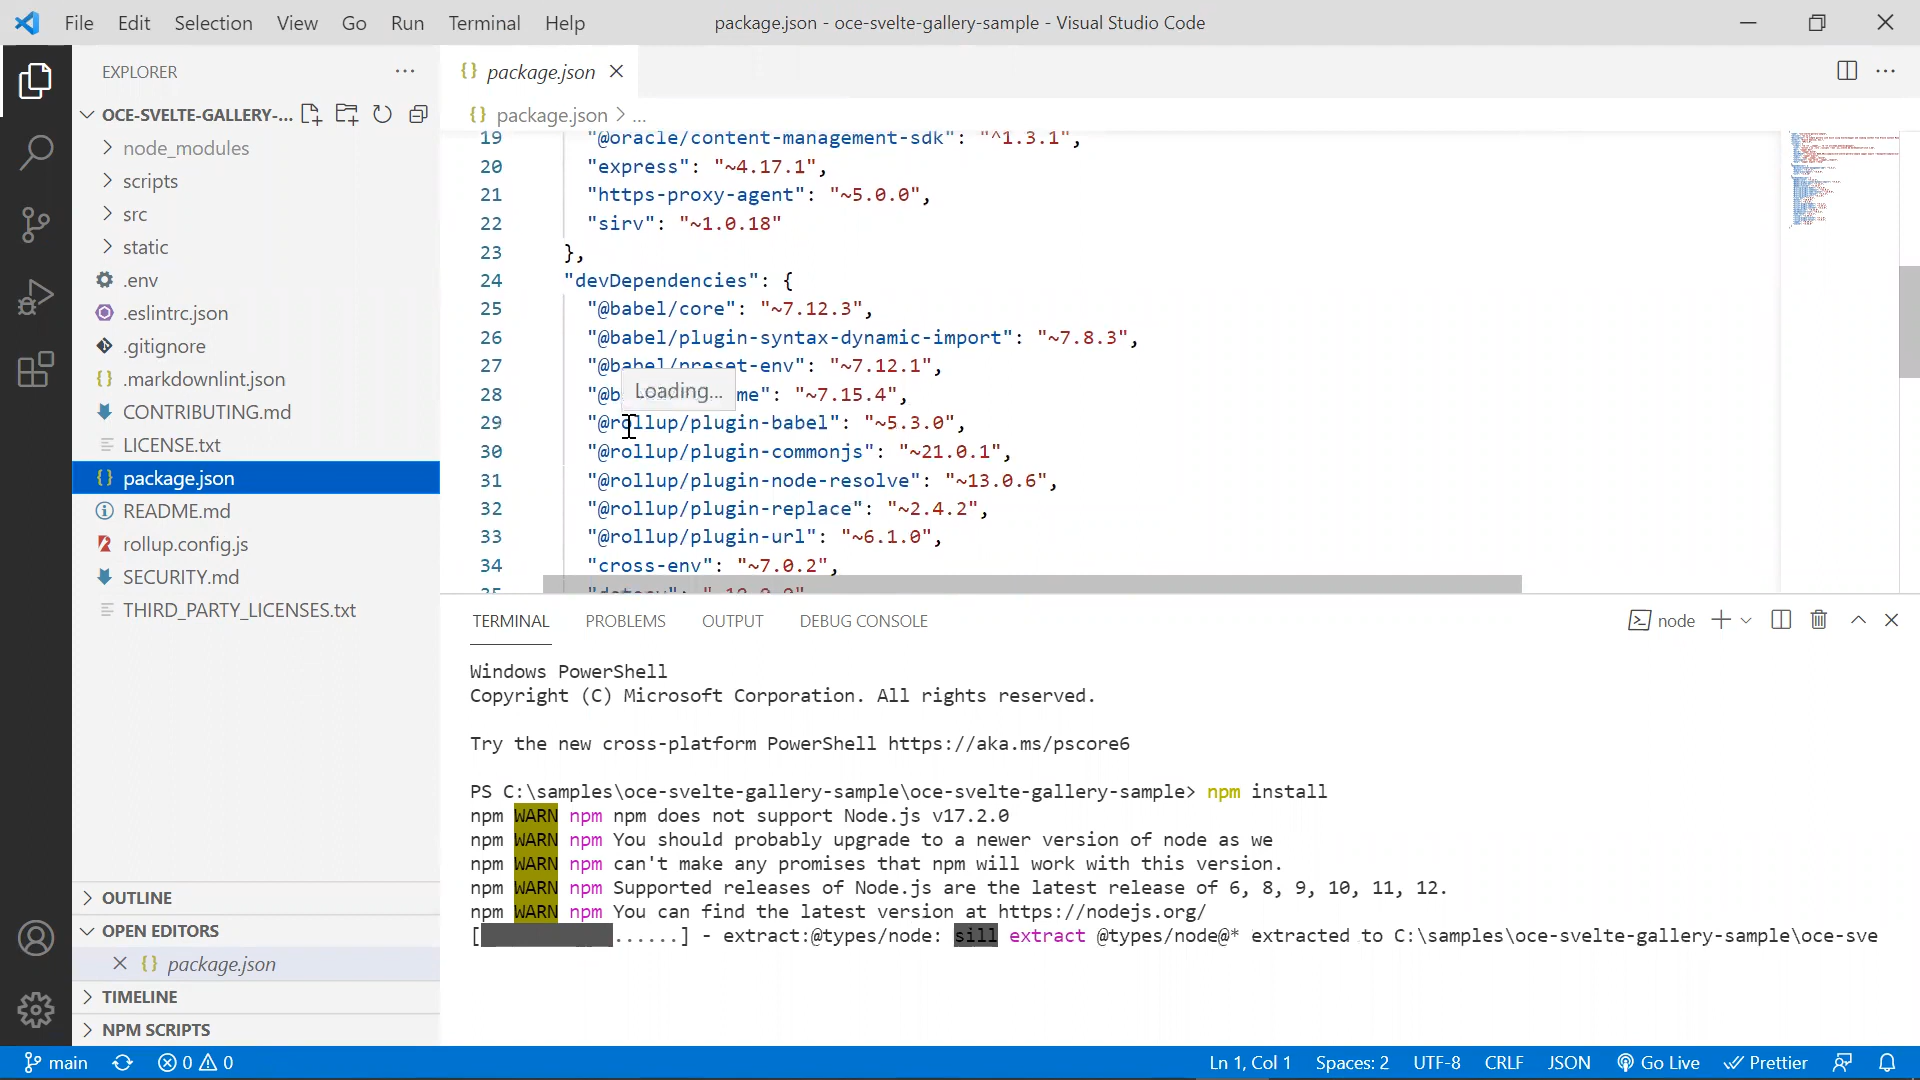 File Edit Selection View Go Run Terminal Help
package.json - oce-svelte-gallery-sample - Visual Studio Code
EXPLORER
OCE-SVELTE-GALLERY-...
node_modules
scripts
src
static
.env
.eslintrc.json
.gitignore
.markdownlint.json
CONTRIBUTING.md
LICENSE.txt
package.json
README.md
rollup.config.js
SECURITY.md
THIRD_PARTY_LICENSES.txt
OUTLINE
OPEN EDITORS
package.json
TIMELINE
NPM SCRIPTS
package.json
package.json > ...
19 "@oracle/content-management-sdk": "^1.3.1",
20 "express": "~4.17.1",
21 "https-proxy-agent": "~5.0.0",
22 "sirv": "~1.0.18"
23 },
24 "devDependencies": {
25 "@babel/core": "~7.12.3",
26 "@babel/plugin-syntax-dynamic-import": "~7.8.3",
27 "@babel/preset-env": "~7.12.1",
Loading...
28 "@b me": "~7.15.4",
29 "@rollup/plugin-babel": "~5.3.0",
30 "@rollup/plugin-commonjs": "~21.0.1",
31 "@rollup/plugin-node-resolve": "~13.0.6",
32 "@rollup/plugin-replace": "~2.4.2",
33 "@rollup/plugin-url": "~6.1.0",
34 "cross-env": "~7.0.2",
TERMINAL PROBLEMS OUTPUT DEBUG CONSOLE
node
Windows PowerShell
Copyright (C) Microsoft Corporation. All rights reserved.
Try the new cross-platform PowerShell https://aka.ms/pscore6
PS C:\samples\oce-svelte-gallery-sample\oce-svelte-gallery-sample> npm install
npm WARN npm npm does not support Node.js v17.2.0
npm WARN npm You should probably upgrade to a newer version of node as we
npm WARN npm can't make any promises that npm will work with this version.
npm WARN npm Supported releases of Node.js are the latest release of 6, 8, 9, 10, 11, 12.
npm WARN npm You can find the latest version at https://nodejs.org/
[ ......] - extract:@types/node: sill extract @types/node@* extracted to C:\samples\oce-svelte-gallery-sample\oce-sve
main 0 0 Ln 1, Col 1 Spaces: 2 UTF-8 CRLF JSON Go Live Prettier